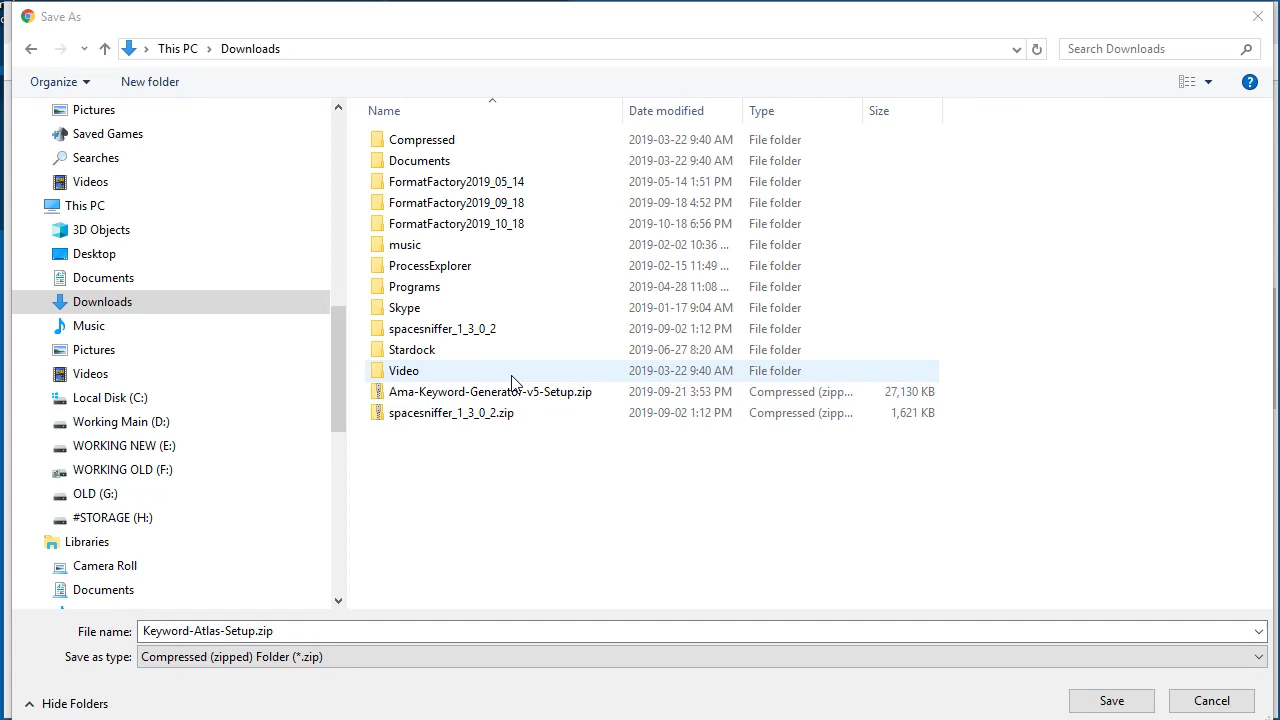 Save As
This PC Downloads Search Downloads
Organize New folder ?
Pictures
Saved Games
Searches
Videos
This PC
3D Objects
Desktop
Documents
Downloads
Music
Pictures
Videos
Local Disk (C:)
Working Main (D:)
WORKING NEW (E:)
WORKING OLD (F:)
OLD (G:)
#STORAGE (H:)
Libraries
Camera Roll
Documents
Name Date modified Type Size
Compressed 2019-03-22 9:40 AM File folder
Documents 2019-03-22 9:40 AM File folder
FormatFactory2019_05_14 2019-05-14 1:51 PM File folder
FormatFactory2019_09_18 2019-09-18 4:52 PM File folder
FormatFactory2019_10_18 2019-10-18 6:56 PM File folder
music 2019-02-02 10:36 ... File folder
ProcessExplorer 2019-02-15 11:49 ... File folder
Programs 2019-04-28 11:08 ... File folder
Skype 2019-01-17 9:04 AM File folder
spacesniffer_1_3_0_2 2019-09-02 1:12 PM File folder
Stardock 2019-06-27 8:20 AM File folder
Video 2019-03-22 9:40 AM File folder
Ama-Keyword-Generator-v5-Setup.zip 2019-09-21 3:53 PM Compressed (zipp... 27,130 KB
spacesniffer_1_3_0_2.zip 2019-09-02 1:12 PM Compressed (zipp... 1,621 KB
File name: Keyword-Atlas-Setup.zip
Save as type: Compressed (zipped) Folder (*.zip)
Hide Folders Save Cancel